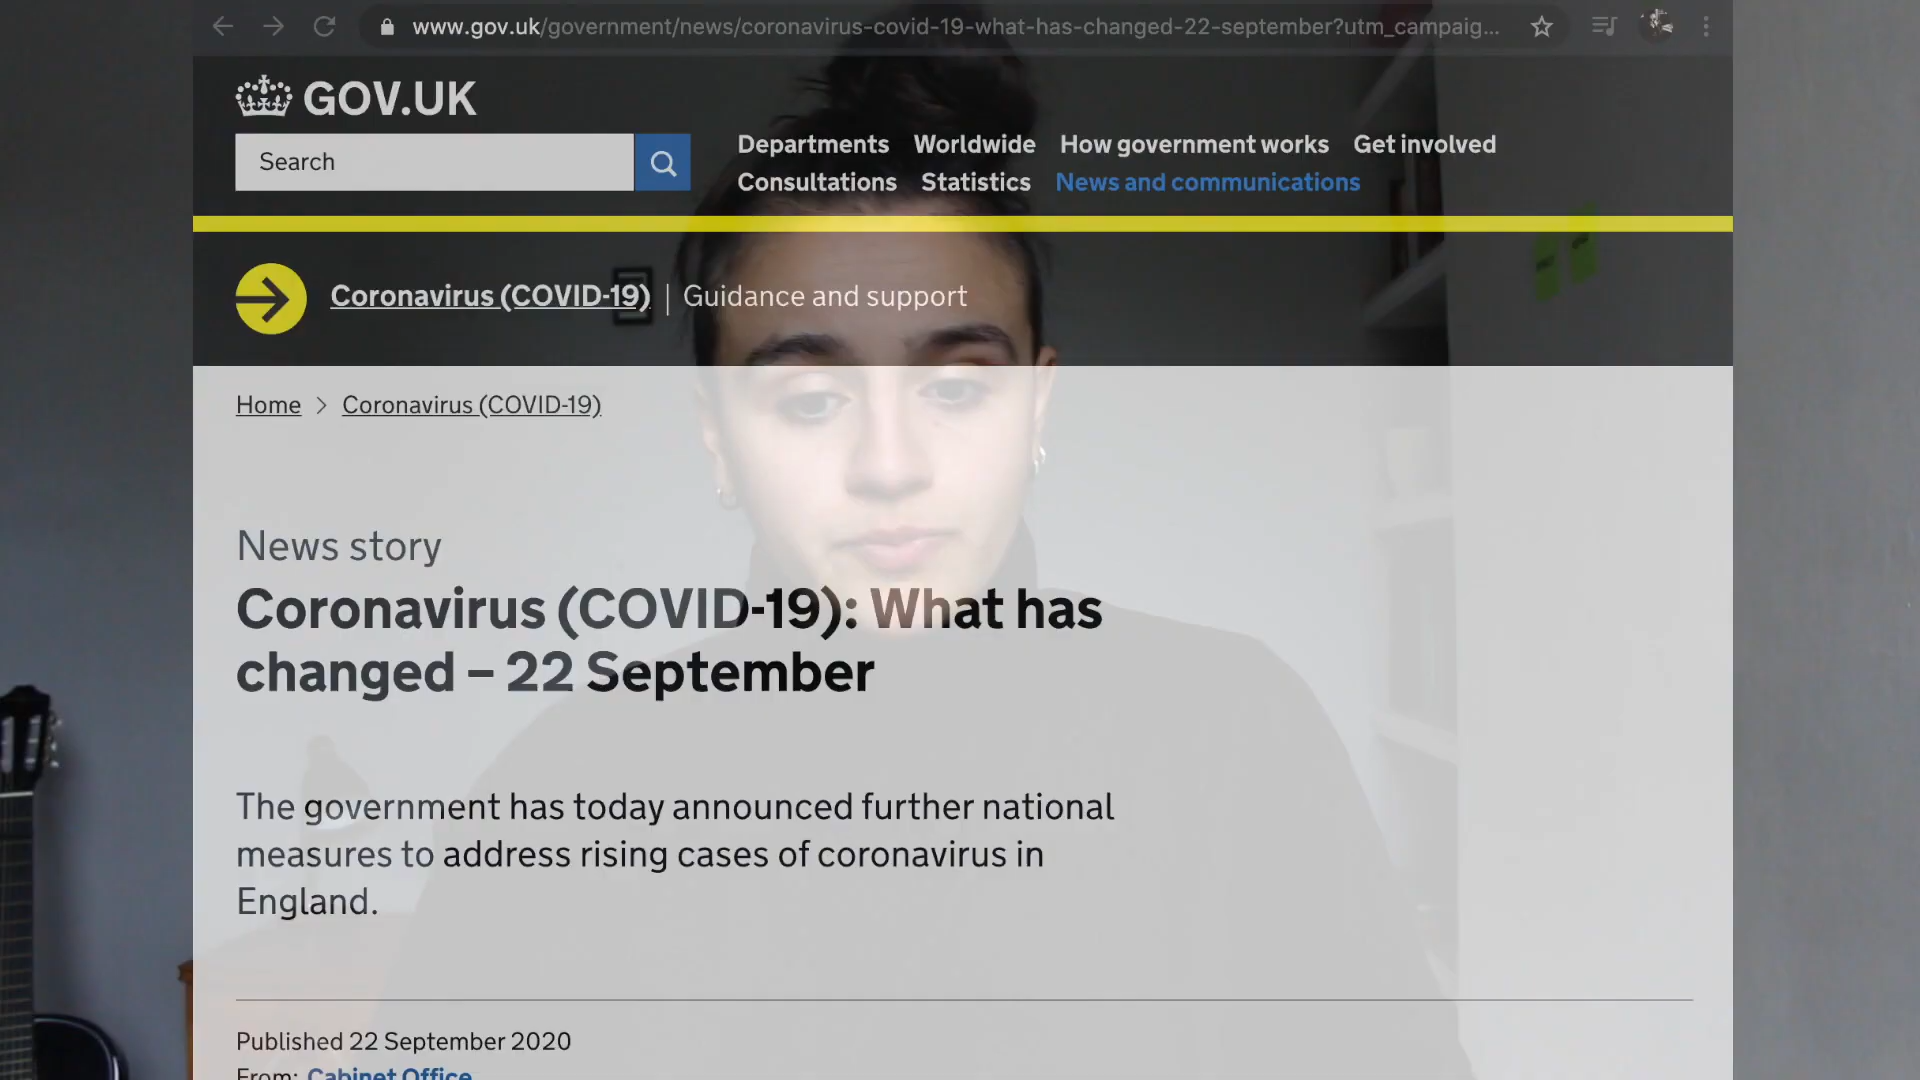 www.gov.uk/government/news/coronavirus-covid-19-what-has-changed-22-september?utm_campaig...
GOV.UK
Search
Departments Worldwide How government works Get involved
Consultations Statistics News and communications
Coronavirus (COVID-19) | Guidance and support
Home > Coronavirus (COVID-19)
News story
Coronavirus (COVID-19): What has
changed – 22 September
The government has today announced further national
measures to address rising cases of coronavirus in
England.
Published 22 September 2020
From: Cabinet Office